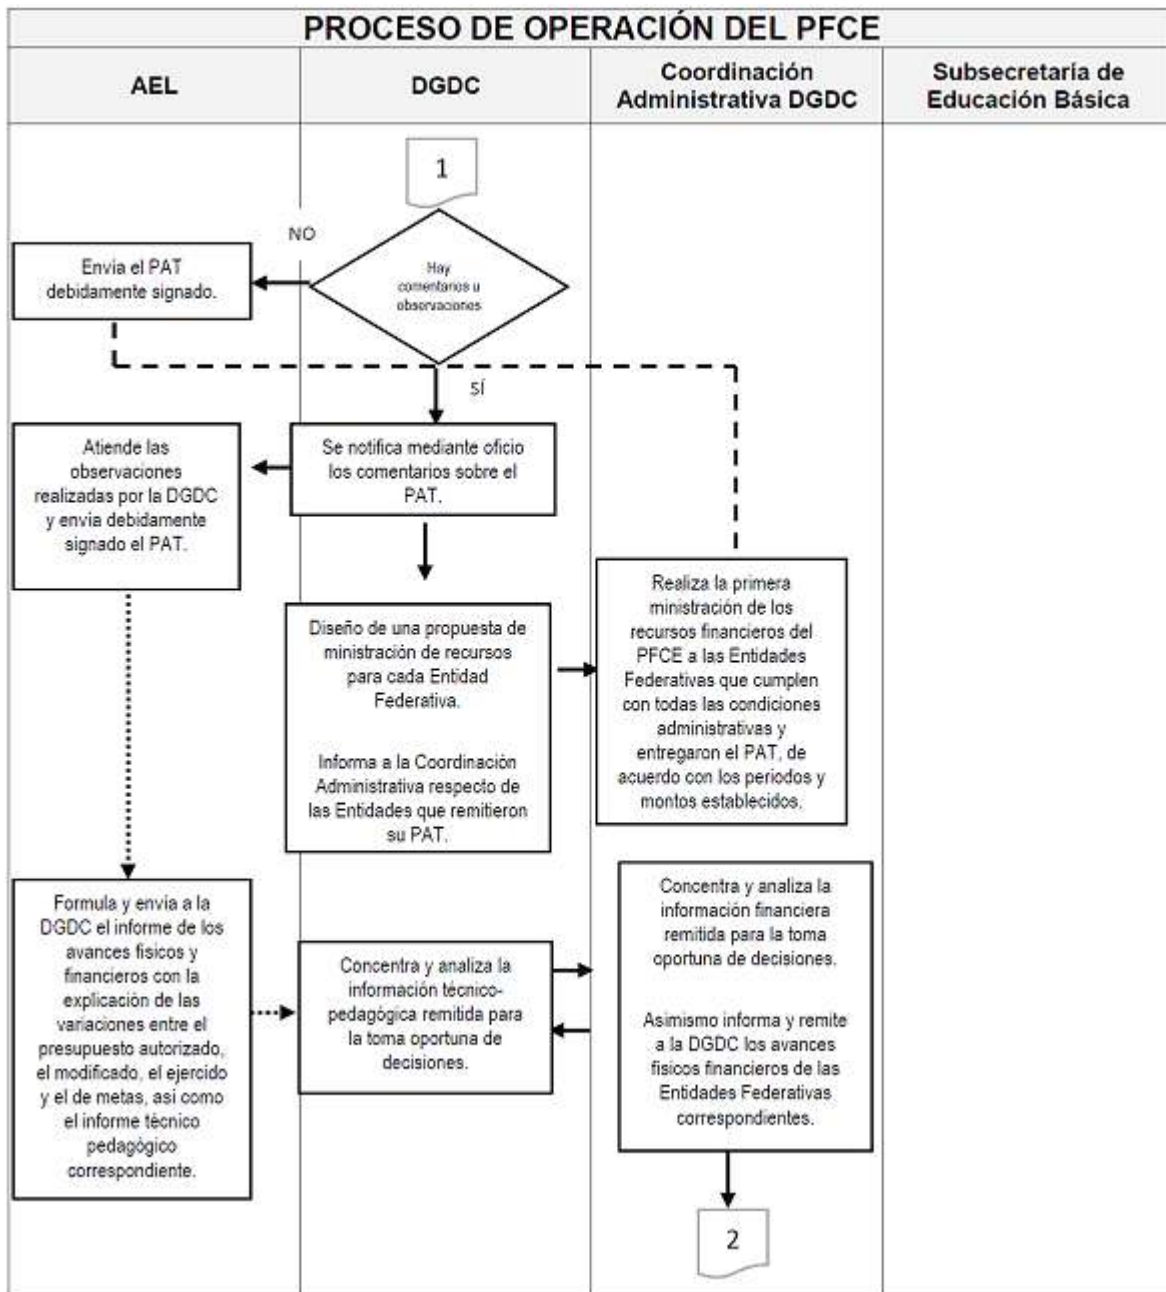 PROCESO DE OPERACIÓN DEL PFCE
AEL
DGDC
Coordinación
Administrativa DGDC
Subsecretaría de
Educación Básica
1
NO
Hay
comentarios u
observaciones
Envía el PAT
debidamente signado.
SÍ
Atiende las
observaciones
realizadas por la DGDC
y envía debidamente
signado el PAT.
Se notifica mediante oficio
los comentarios sobre el
PAT.
Diseño de una propuesta de
ministración de recursos
para cada Entidad
Federativa.
Informa a la Coordinación
Administrativa respecto de
las Entidades que remitieron
su PAT.
Realiza la primera
ministración de los
recursos financieros del
PFCE a las Entidades
Federativas que cumplen
con todas las condiciones
administrativas y
entregaron el PAT, de
acuerdo con los periodos y
montos establecidos.
Formula y envía a la
DGDC el informe de los
avances físicos y
financieros con la
explicación de las
variaciones entre el
presupuesto autorizado,
el modificado, el ejercido
y el de metas, así como
el informe técnico
pedagógico
correspondiente.
Concentra y analiza la
información técnico-
pedagógica remitida para
la toma oportuna de
decisiones.
Concentra y analiza la
información financiera
remitida para la toma
oportuna de decisiones.
Asimismo informa y remite
a la DGDC los avances
físicos financieros de las
Entidades Federativas
correspondientes.
2